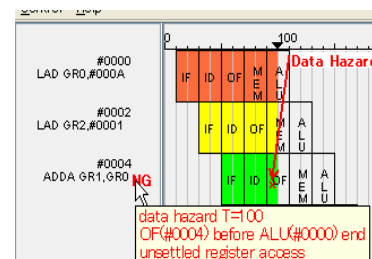 Control Help
0 100
Data Hazard
#0000
LAD GR0,#000A
IF ID OF MEM ALU
#0002
LAD GR2,#0001
IF ID OF MEM ALU
#0004
ADDA GR1,GR0 NG
IF ID OF MEM ALU
data hazard T=100
OF(#0004) before ALU(#0000) end
unsettled register access